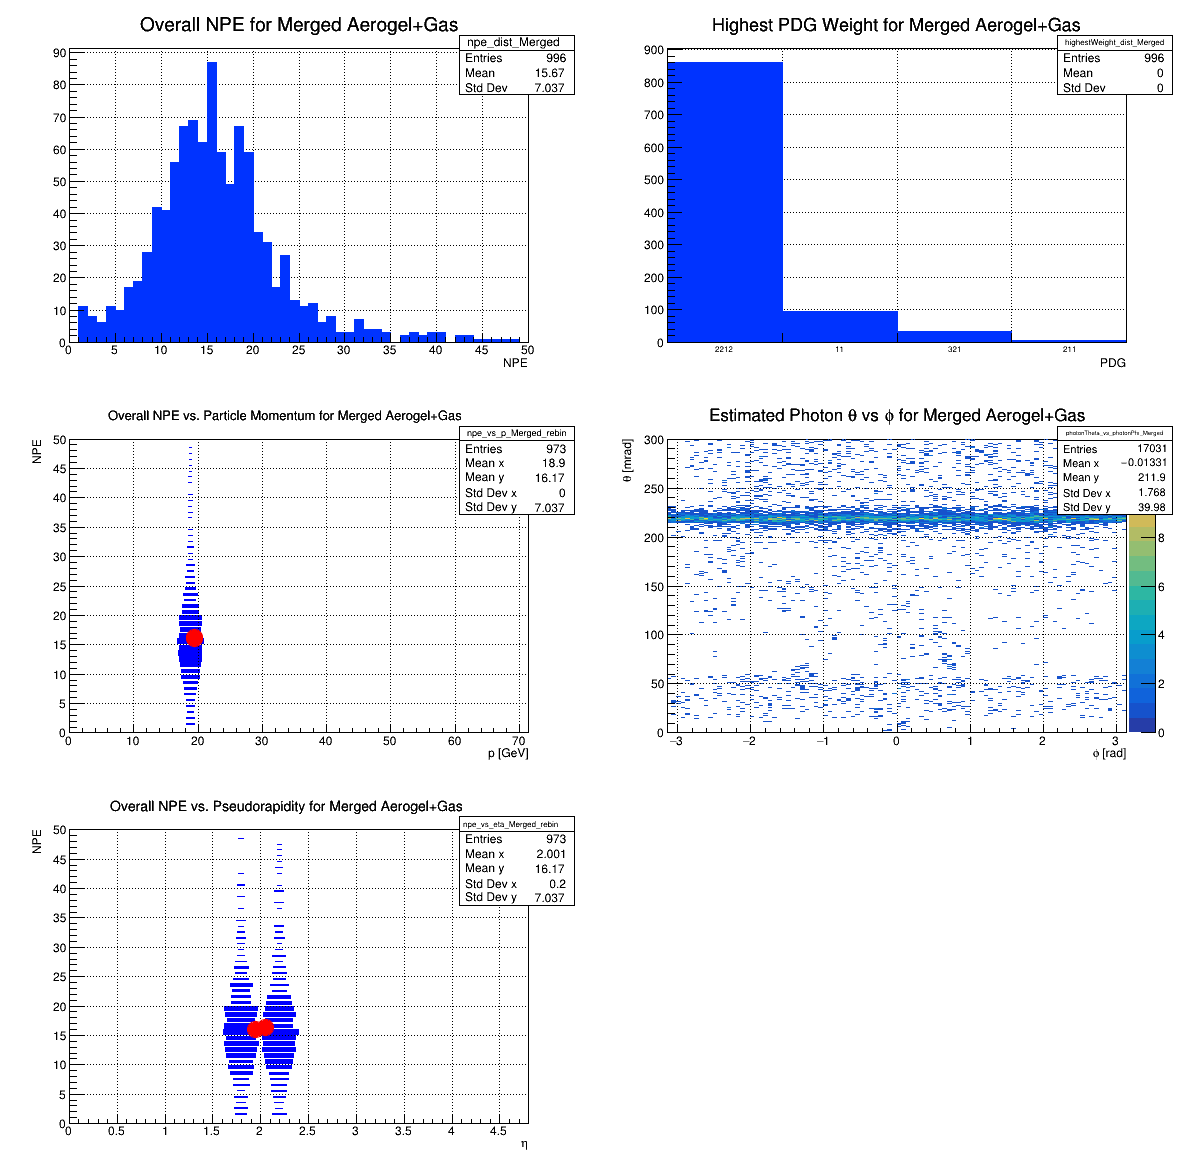 Overall NPE for Merged Aerogel+Gas
npe_dist_Merged
Entries 996
Mean 15.67
Std Dev 7.037
90
80
70
60
50
40
30
20
10
0
0 5 10 15 20 25 30 35 40 45 50
NPE
Highest PDG Weight for Merged Aerogel+Gas
highestWeight_dist_Merged
Entries 996
Mean 0
Std Dev 0
900
800
700
600
500
400
300
200
100
0
2212 11 321 211
PDG
Overall NPE vs. Particle Momentum for Merged Aerogel+Gas
npe_vs_p_Merged_rebin
Entries 973
Mean x 18.9
Mean y 16.17
Std Dev x 0
Std Dev y 7.037
NPE
50
45
40
35
30
25
20
15
10
5
0
0 10 20 30 40 50 60 70
p [GeV]
Estimated Photon θ vs ϕ for Merged Aerogel+Gas
photonTheta_vs_photonPhi_Merged
Entries 17031
Mean x −0.01331
Mean y 211.9
Std Dev x 1.768
Std Dev y 39.98
θ [mrad]
300
250
200
150
100
50
0
8
6
4
2
0
−3 −2 −1 0 1 2 3
ϕ [rad]
Overall NPE vs. Pseudorapidity for Merged Aerogel+Gas
npe_vs_eta_Merged_rebin
Entries 973
Mean x 2.001
Mean y 16.17
Std Dev x 0.2
Std Dev y 7.037
NPE
50
45
40
35
30
25
20
15
10
5
0
0 0.5 1 1.5 2 2.5 3 3.5 4 4.5
η